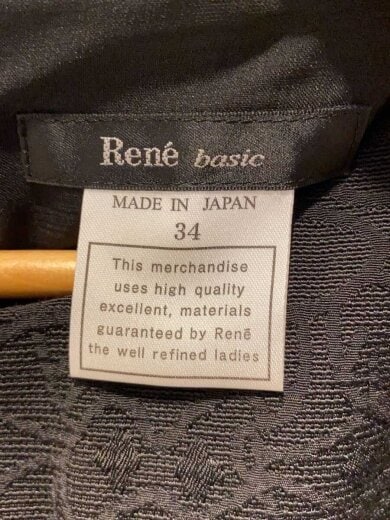 René basic
MADE IN JAPAN
34
This merchandise
uses high quality
excellent, materials
guaranteed by René
the well refined ladies